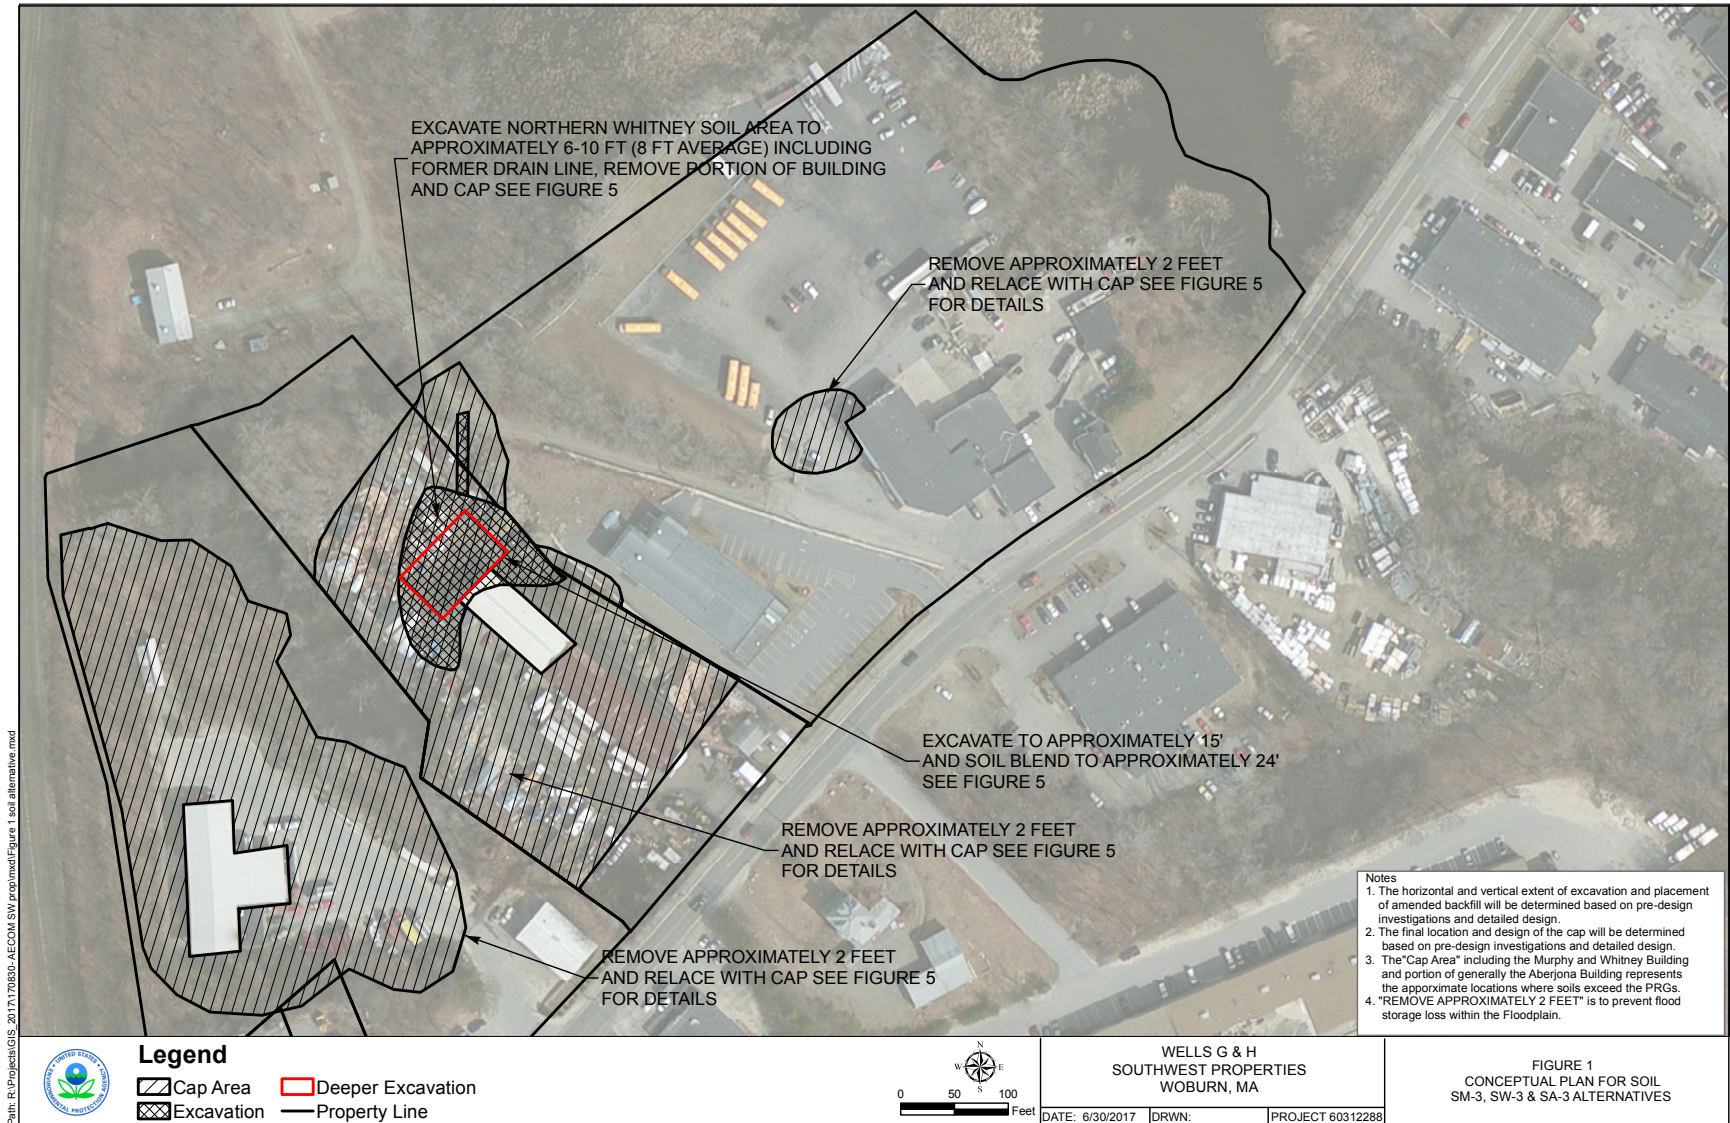 EXCAVATE NORTHERN WHITNEY SOIL AREA TO
APPROXIMATELY 6-10 FT (8 FT AVERAGE) INCLUDING
FORMER DRAIN LINE, REMOVE PORTION OF BUILDING
AND CAP SEE FIGURE 5
REMOVE APPROXIMATELY 2 FEET
AND RELACE WITH CAP SEE FIGURE 5
FOR DETAILS
EXCAVATE TO APPROXIMATELY 15'
AND SOIL BLEND TO APPROXIMATELY 24'
SEE FIGURE 5
REMOVE APPROXIMATELY 2 FEET
AND RELACE WITH CAP SEE FIGURE 5
FOR DETAILS
REMOVE APPROXIMATELY 2 FEET
AND RELACE WITH CAP SEE FIGURE 5
FOR DETAILS
Notes
1. The horizontal and vertical extent of excavation and placement
of amended backfill will be determined based on pre-design
investigations and detailed design.
2. The final location and design of the cap will be determined
based on pre-design investigations and detailed design.
3. The"Cap Area" including the Murphy and Whitney Building
and portion of generally the Aberjona Building represents
the apporximate locations where soils exceed the PRGs.
4. "REMOVE APPROXIMATELY 2 FEET" is to prevent flood
storage loss within the Floodplain.
Path: R:\Projects\GIS_2017\170830- AECOM SW prop\mxd\Figure 1 soil alternative.mxd
UNITED STATES
ENVIRONMENTAL PROTECTION AGENCY
Legend
Cap Area
Deeper Excavation
Excavation
Property Line
N
W E
S
0 50 100
Feet
WELLS G & H
SOUTHWEST PROPERTIES
WOBURN, MA
DATE: 6/30/2017 DRWN: PROJECT 60312288
FIGURE 1
CONCEPTUAL PLAN FOR SOIL
SM-3, SW-3 & SA-3 ALTERNATIVES